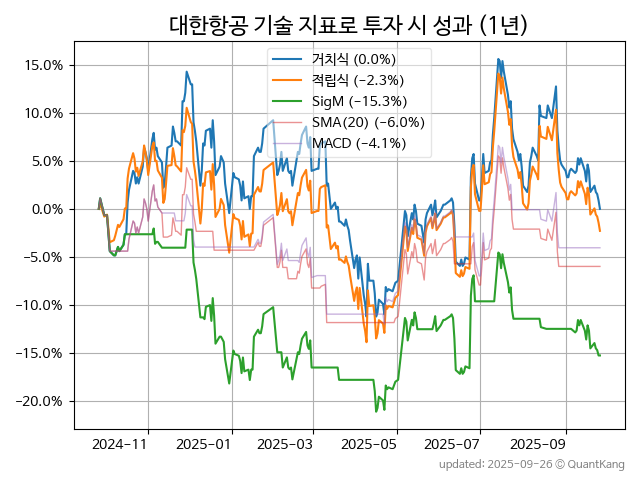 대한항공 기술 지표로 투자 시 성과 (1년)
거치식 (0.0%)
적립식 (−2.3%)
SigM (−15.3%)
SMA(20) (−6.0%)
MACD (−4.1%)
15.0%
10.0%
5.0%
0.0%
−5.0%
−10.0%
−15.0%
−20.0%
2024-11 2025-01 2025-03 2025-05 2025-07 2025-09
updated: 2025-09-26 © QuantKang